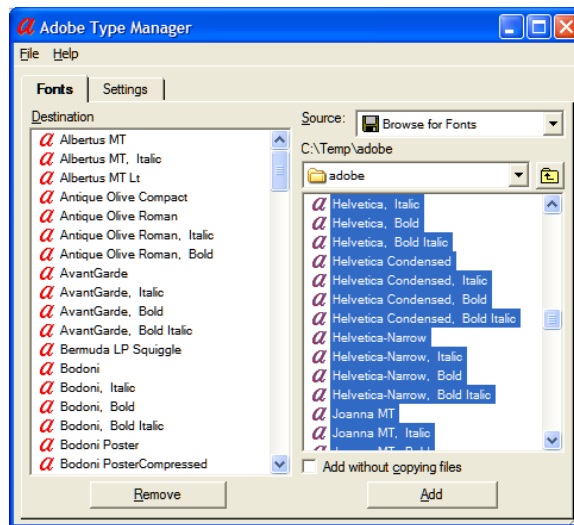 Adobe Type Manager
File Help
Fonts Settings
Destination
Albertus MT
Albertus MT, Italic
Albertus MT Lt
Antique Olive Compact
Antique Olive Roman
Antique Olive Roman, Italic
Antique Olive Roman, Bold
AvantGarde
AvantGarde, Italic
AvantGarde, Bold
AvantGarde, Bold Italic
Bermuda LP Squiggle
Bodoni
Bodoni, Italic
Bodoni, Bold
Bodoni, Bold Italic
Bodoni Poster
Bodoni PosterCompressed
Remove
Source: Browse for Fonts
C:\Temp\adobe
adobe
Helvetica, Italic
Helvetica, Bold
Helvetica, Bold Italic
Helvetica Condensed
Helvetica Condensed, Italic
Helvetica Condensed, Bold
Helvetica Condensed, Bold Italic
Helvetica-Narrow
Helvetica-Narrow, Italic
Helvetica-Narrow, Bold
Helvetica-Narrow, Bold Italic
Joanna MT
Joanna MT, Italic
Joanna MT, Bold
Add without copying files
Add